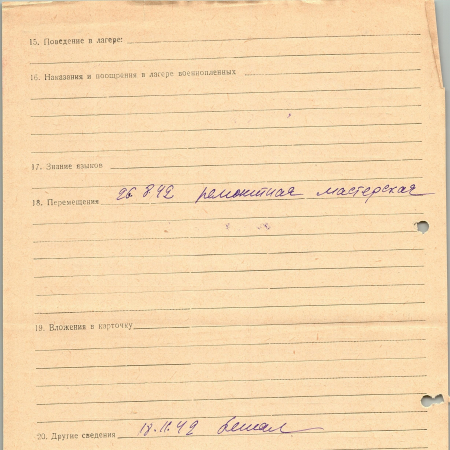 15. Поведение в лагере:
16. Наказания и поощрения в лагере военнопленных
17. Знание языков
18. Перемещения 26 8 42 ремонтная мастерская
19. Вложения в карточку
20. Другие сведения 18.11.42 бежал